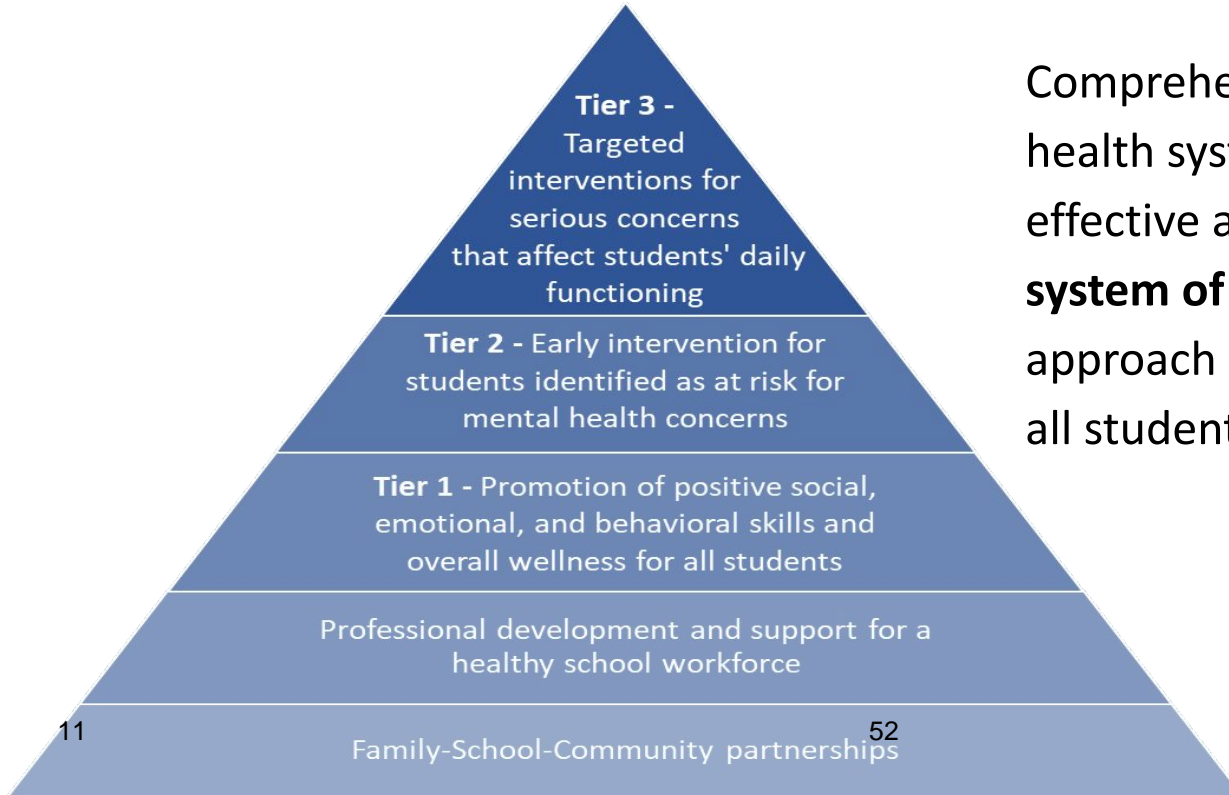 Tier 3 -
Targeted
interventions for
serious concerns
that affect students' daily
functioning
Tier 2 - Early intervention for
students identified as at risk for
mental health concerns
Tier 1 - Promotion of positive social,
emotional, and behavioral skills and
overall wellness for all students
Professional development and support for a
healthy school workforce
Family-School-Community partnerships
11
52
health
effective
system of
approach
all